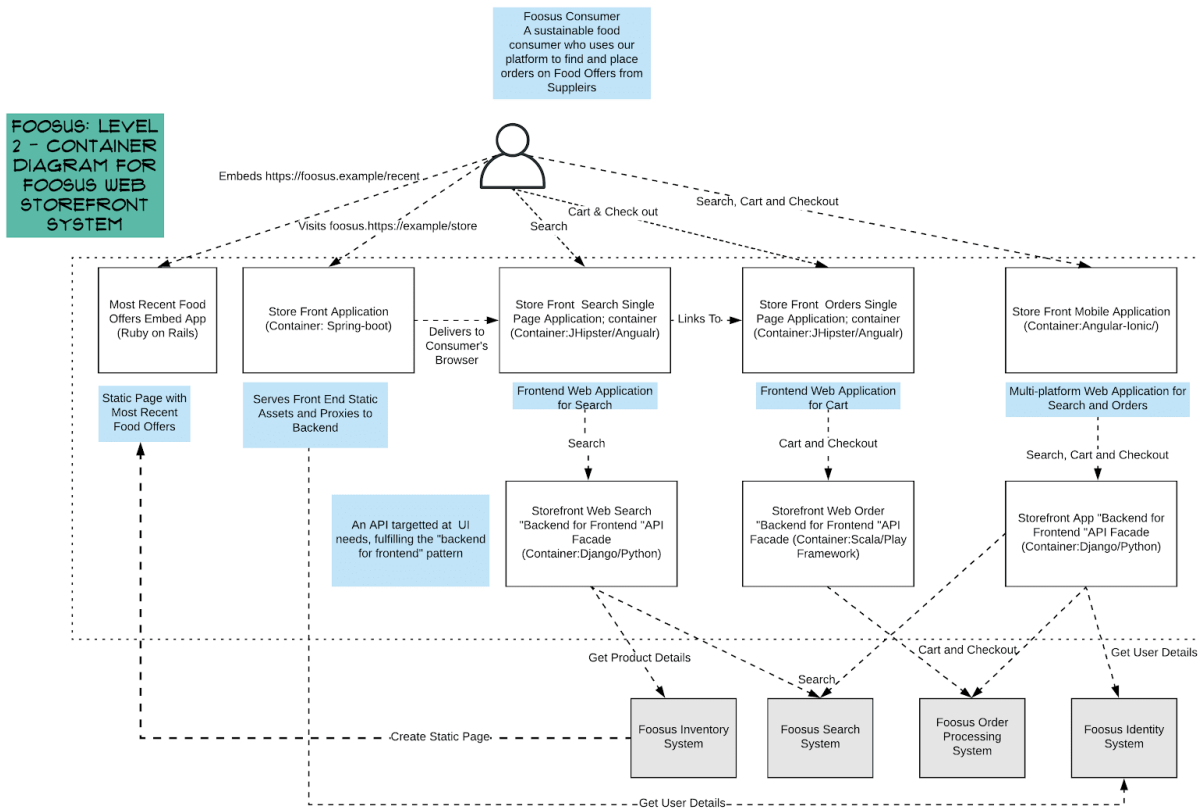 Foosus Consumer
A sustainable food
consumer who uses our
platform to find and place
orders on Food Offers from
Suppleirs
FOOSUS: LEVEL
2 - CONTAINER
DIAGRAM FOR
FOOSUS WEB
STOREFRONT
SYSTEM
Embeds https://foosus.example/recent
Visits foosus.https://example/store
Search
Cart & Check out
Search, Cart and Checkout
Most Recent Food
Offers Embed App
(Ruby on Rails)
Store Front Application
(Container: Spring-boot)
Delivers to
Consumer's
Browser
Store Front  Search Single
Page Application; container
(Container:JHipster/Angualr)
Links To
Store Front  Orders Single
Page Application; container
(Container:JHipster/Angualr)
Store Front Mobile Application
(Container:Angular-Ionic/)
Static Page with
Most Recent
Food Offers
Serves Front End Static
Assets and Proxies to
Backend
Frontend Web Application
for Search
Frontend Web Application
for Cart
Multi-platform Web Application for
Search and Orders
Search
Cart and Checkout
Search, Cart and Checkout
An API targetted at  UI
needs, fulfilling the "backend
for frontend" pattern
Storefront Web Search
"Backend for Frontend "API
Facade
(Container:Django/Python)
Storefront Web Order
"Backend for Frontend "API
Facade (Container:Scala/Play
Framework)
Storefront App "Backend for
Frontend "API Facade
(Container:Django/Python)
Get Product Details
Search
Cart and Checkout
Get User Details
Create Static Page
Foosus Inventory
System
Foosus Search
System
Foosus Order
Processing
System
Foosus Identity
System
Get User Details